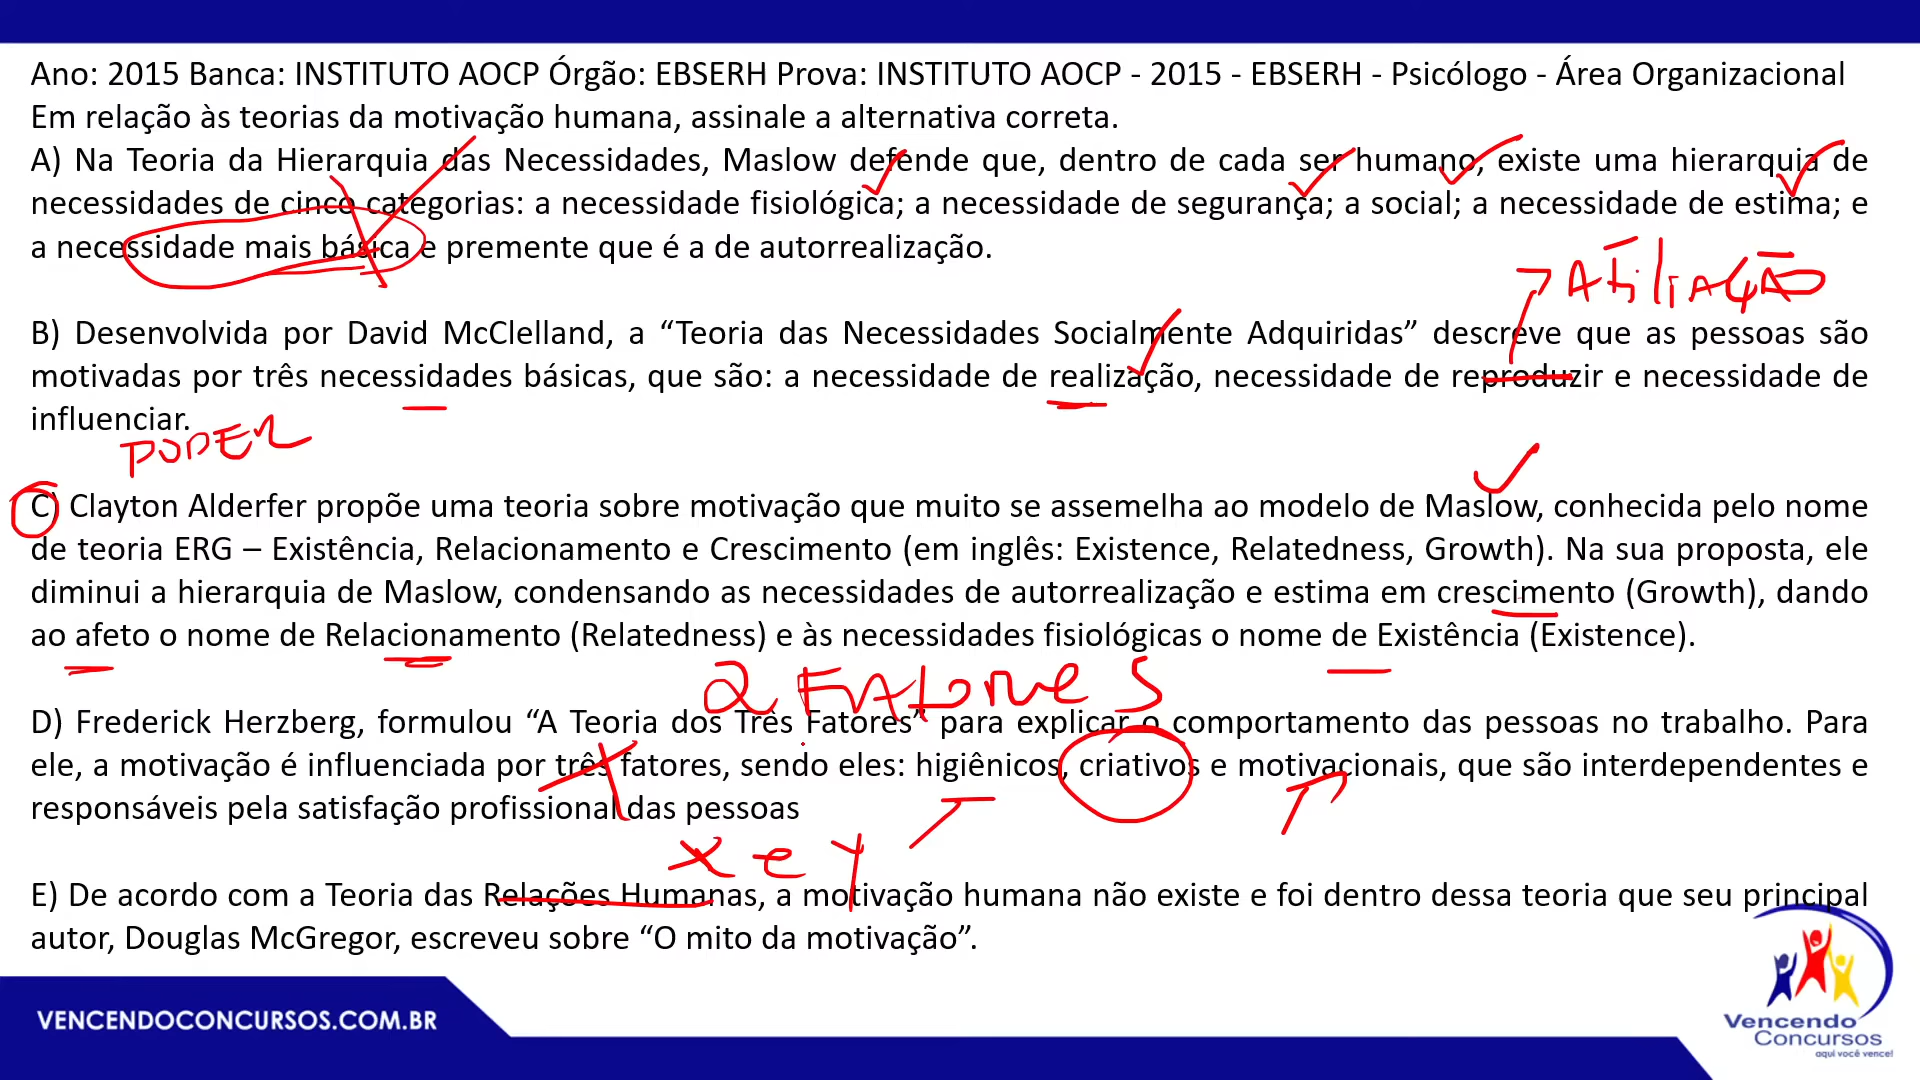 Ano: 2015 Banca: INSTITUTO AOCP Órgão: EBSERH Prova: INSTITUTO AOCP - 2015 - EBSERH - Psicólogo - Área Organizacional
Em relação às teorias da motivação humana, assinale a alternativa correta.
A) Na Teoria da Hierarquia das Necessidades, Maslow defende que, dentro de cada ser humano, existe uma hierarquia de
necessidades de cinco categorias: a necessidade fisiológica; a necessidade de segurança; a social; a necessidade de estima; e
a necessidade mais básica e premente que é a de autorrealização.
AfiliAÇÃO
B) Desenvolvida por David McClelland, a “Teoria das Necessidades Socialmente Adquiridas” descreve que as pessoas são
motivadas por três necessidades básicas, que são: a necessidade de realização, necessidade de reproduzir e necessidade de
influenciar.
PODER
C) Clayton Alderfer propõe uma teoria sobre motivação que muito se assemelha ao modelo de Maslow, conhecida pelo nome
de teoria ERG – Existência, Relacionamento e Crescimento (em inglês: Existence, Relatedness, Growth). Na sua proposta, ele
diminui a hierarquia de Maslow, condensando as necessidades de autorrealização e estima em crescimento (Growth), dando
ao afeto o nome de Relacionamento (Relatedness) e às necessidades fisiológicas o nome de Existência (Existence).
2 FAtores
D) Frederick Herzberg, formulou “A Teoria dos Três Fatores” para explicar o comportamento das pessoas no trabalho. Para
ele, a motivação é influenciada por três fatores, sendo eles: higiênicos, criativos e motivacionais, que são interdependentes e
responsáveis pela satisfação profissional das pessoas
x e y
E) De acordo com a Teoria das Relações Humanas, a motivação humana não existe e foi dentro dessa teoria que seu principal
autor, Douglas McGregor, escreveu sobre “O mito da motivação”.
VENCENDOCONCURSOS.COM.BR
Vencendo
Concursos
aqui você vence!